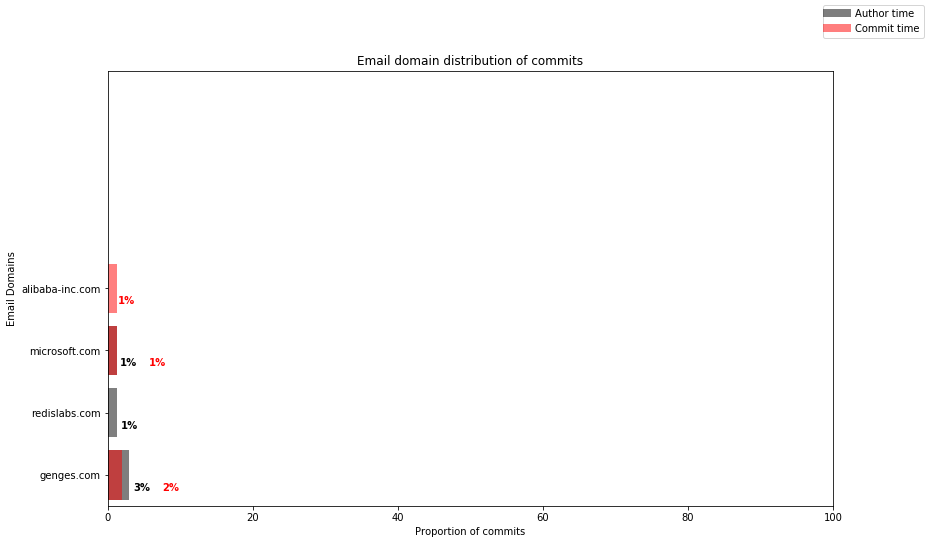 Author time
Commit time
Email domain distribution of commits
Email Domains
alibaba-inc.com
1%
microsoft.com
1% 1%
redislabs.com
1%
genges.com
3% 2%
0 20 40 60 80 100
Proportion of commits